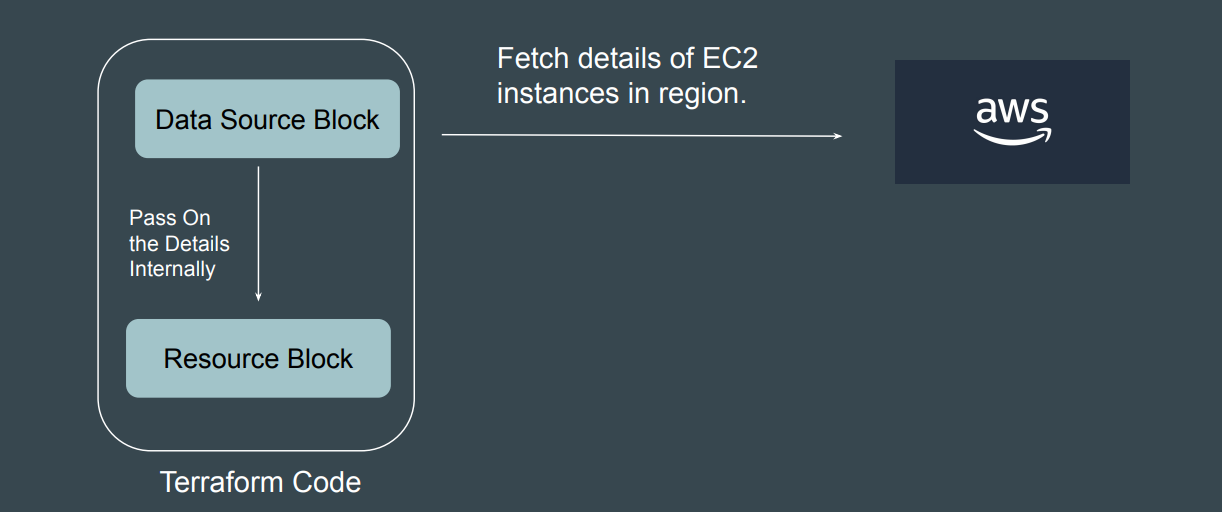 Fetch details of EC2
instances in region.
Data Source Block
aws
Pass On
the Details
Internally
Resource Block
Terraform Code